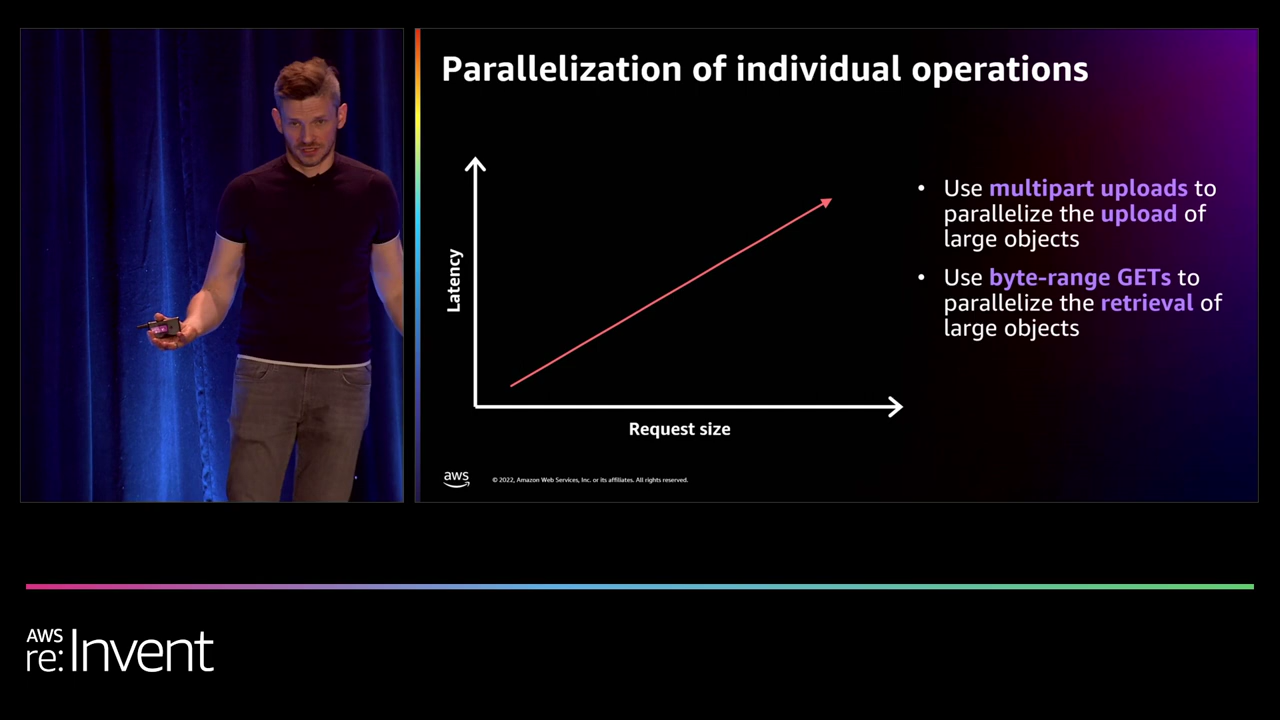 Parallelization of individual operations
Latency
Request size
• Use multipart uploads to
parallelize the upload of
large objects
• Use byte-range GETs to
parallelize the retrieval of
large objects
aws
© 2022, Amazon Web Services, Inc. or its affiliates. All rights reserved.
AWS
re:Invent